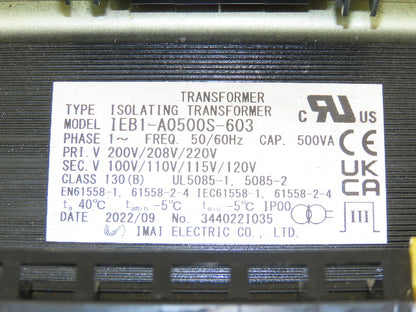 TRANSFORMER
TYPE ISOLATING TRANSFORMER
MODEL IEB1-A0500S-603
PHASE 1~ FREQ. 50/60Hz CAP. 500VA
PRI.V 200V/208V/220V
SEC.V 100V/110V/115V/120V
CLASS 130(B) UL5085-1, 5085-2
EN61558-1, 61558-2-4 IEC61558-1, 61558-2-4
ta 40℃ tamin -5℃ tmin -5℃ IP00
DATE 2022/09 No. 344022I035
IMAI ELECTRIC CO., LTD.
c RU US
CE
UK
CA